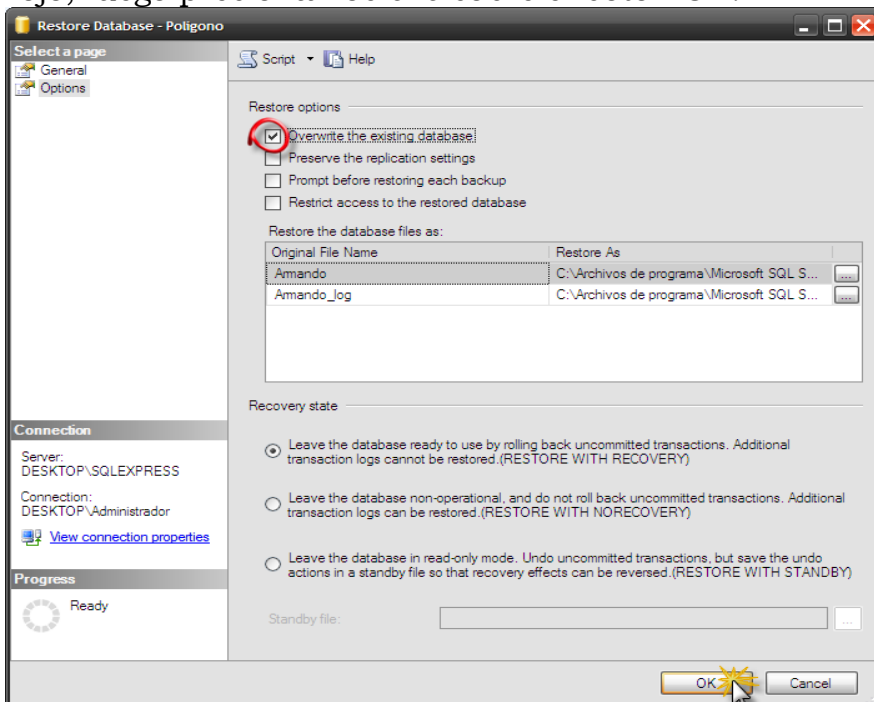 Restore Database - Poligono
Select a page
General
Options
Script
Help
Restore options
Overwrite the existing database
Preserve the replication settings
Prompt before restoring each backup
Restrict access to the restored database
Restore the database files as:
Original File Name
Restore As
Armando
C:\Archivos de programa\Microsoft SQL S...
...
Armando_log
C:\Archivos de programa\Microsoft SQL S...
...
Recovery state
Leave the database ready to use by rolling back uncommitted transactions. Additional
transaction logs cannot be restored.(RESTORE WITH RECOVERY)
Leave the database non-operational, and do not roll back uncommitted transactions. Additional
transaction logs can be restored.(RESTORE WITH NORECOVERY)
Leave the database in read-only mode. Undo uncommitted transactions, but save the undo
actions in a standby file so that recovery effects can be reversed.(RESTORE WITH STANDBY)
Standby file:
...
Connection
Server:
DESKTOP\SQLEXPRESS
Connection:
DESKTOP\Administrador
View connection properties
Progress
Ready
OK
Cancel